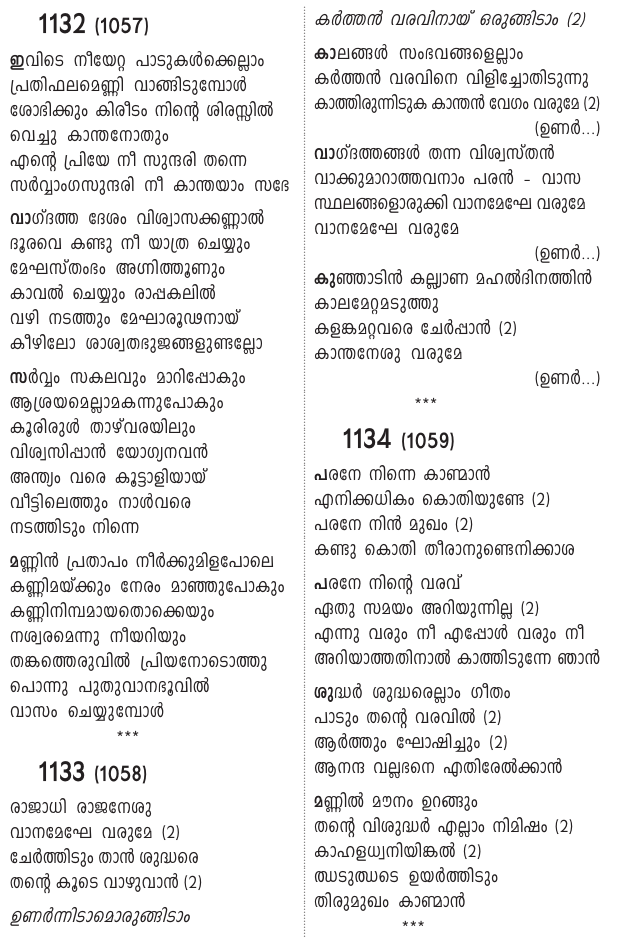 1132 (1057)
ഇവിടെ നീയേറ്റ പാടുകൾക്കെല്ലാം
പ്രതിഫലമെണ്ണി വാങ്ങിടുമ്പോൾ
ശോഭിക്കും കിരീടം നിന്റെ ശിരസ്സിൽ
വെച്ചു കാന്തനോതും
എന്റെ പ്രിയേ നീ സുന്ദരി തന്നെ
സർവ്വാംഗസുന്ദരി നീ കാന്തയാം സഭേ
വാഗ്ദത്ത ദേശം വിശ്വാസക്കണ്ണാൽ
ദൂരവെ കണ്ടു നീ യാത്ര ചെയ്യും
മേഘസ്തംഭം അഗ്നിത്തൂണും
കാവൽ ചെയ്യും രാപ്പകലിൽ
വഴി നടത്തും മേഘാരൂഢനായ്
കീഴിലോ ശാശ്വതഭുജങ്ങളുണ്ടല്ലോ
സർവ്വം സകലവും മാറിപ്പോകും
ആശ്രയമെല്ലാമകന്നുപോകും
കൂരിരുൾ താഴ്‌വരയിലും
വിശ്വസിപ്പാൻ യോഗ്യനവൻ
അന്ത്യം വരെ കൂട്ടാളിയായ്
വീട്ടിലെത്തും നാൾവരെ
നടത്തിടും നിന്നെ
മണ്ണിൻ പ്രതാപം നീർക്കുമിളപോലെ
കണ്ണിമയ്ക്കും നേരം മാഞ്ഞുപോകും
കണ്ണിനിമ്പമായതൊക്കെയും
നശ്വരമെന്നു നീയറിയും
തങ്കത്തെരുവിൽ പ്രിയനോടൊത്തു
പൊന്നു പുതുവാനഭൂവിൽ
വാസം ചെയ്യുമ്പോൾ
***
1133 (1058)
രാജാധി രാജനേശു
വാനമേഘേ വരുമേ (2)
ചേർത്തിടും താൻ ശുദ്ധരെ
തന്റെ കൂടെ വാഴുവാൻ (2)
ഉണർന്നിടാമൊരുങ്ങിടാം
കർത്തൻ വരവിനായ് ഒരുങ്ങിടാം (2)
കാലങ്ങൾ സംഭവങ്ങളെല്ലാം
കർത്തൻ വരവിനെ വിളിച്ചോതിടുന്നു
കാത്തിരുന്നിടുക കാന്തൻ വേഗം വരുമേ (2)
(ഉണർ...)
വാഗ്ദത്തങ്ങൾ തന്ന വിശ്വസ്തൻ
വാക്കുമാറാത്തവനാം പരൻ - വാസ
സ്ഥലങ്ങളൊരുക്കി വാനമേഘേ വരുമേ
വാനമേഘേ വരുമേ
(ഉണർ...)
കുഞ്ഞാടിൻ കല്ല്യാണ മഹൽദിനത്തിൻ
കാലമേറ്റമടുത്തു
കളങ്കമറ്റവരെ ചേർപ്പാൻ (2)
കാന്തനേശു വരുമേ
(ഉണർ...)
***
1134 (1059)
പരനേ നിന്നെ കാണ്മാൻ
എനിക്കധികം കൊതിയുണ്ടേ (2)
പരനേ നിൻ മുഖം (2)
കണ്ടു കൊതി തീരാനുണ്ടെനിക്കാശ
പരനേ നിന്റെ വരവ്
ഏതു സമയം അറിയുന്നില്ല (2)
എന്നു വരും നീ എപ്പോൾ വരും നീ
അറിയാത്തതിനാൽ കാത്തിടുന്നേ ഞാൻ
ശുദ്ധർ ശുദ്ധരെല്ലാം ഗീതം
പാടും തന്റെ വരവിൽ (2)
ആർത്തും ഘോഷിച്ചും (2)
ആനന്ദ വല്ലഭനെ എതിരേൽക്കാൻ
മണ്ണിൽ മൗനം ഉറങ്ങും
തന്റെ വിശുദ്ധർ എല്ലാം നിമിഷം (2)
കാഹളധ്വനിയിങ്കൽ (2)
ഝടുഝടെ ഉയർത്തിടും
തിരുമുഖം കാണ്മാൻ
***